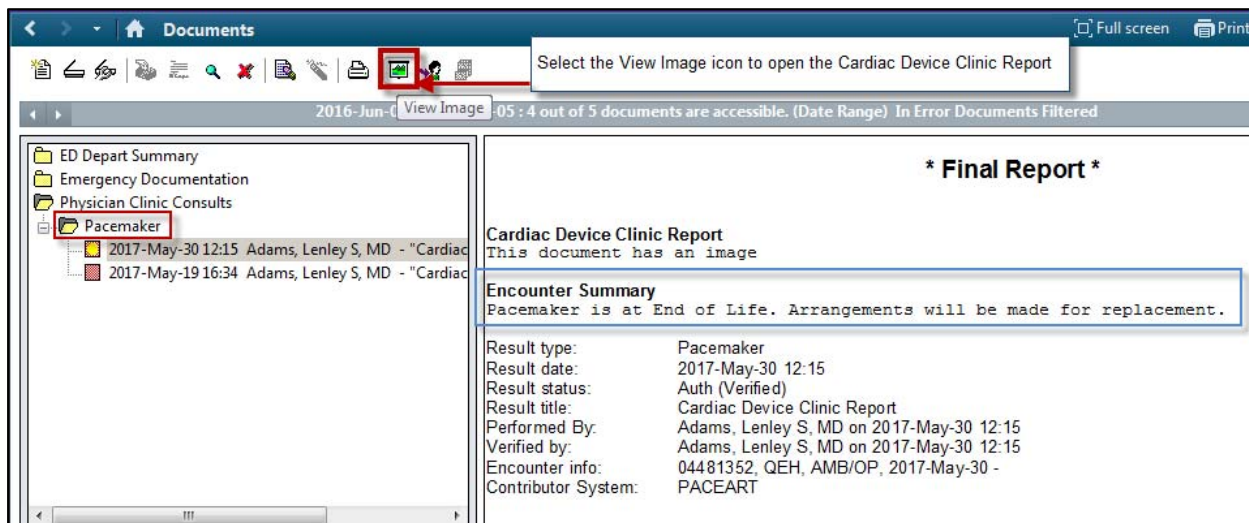 Documents
Full screen
Print
Select the View Image icon to open the Cardiac Device Clinic Report
View Image
2016-Jun-0
-05 : 4 out of 5 documents are accessible. (Date Range) In Error Documents Filtered
ED Depart Summary
Emergency Documentation
Physician Clinic Consults
Pacemaker
2017-May-30 12:15 Adams, Lenley S, MD - "Cardiac
2017-May-19 16:34 Adams, Lenley S, MD - "Cardiac
* Final Report *
Cardiac Device Clinic Report
This document has an image
Encounter Summary
Pacemaker is at End of Life. Arrangements will be made for replacement.
Result type: Pacemaker
Result date: 2017-May-30 12:15
Result status: Auth (Verified)
Result title: Cardiac Device Clinic Report
Performed By: Adams, Lenley S, MD on 2017-May-30 12:15
Verified by: Adams, Lenley S, MD on 2017-May-30 12:15
Encounter info: 04481352, QEH, AMB/OP, 2017-May-30 -
Contributor System: PACEART